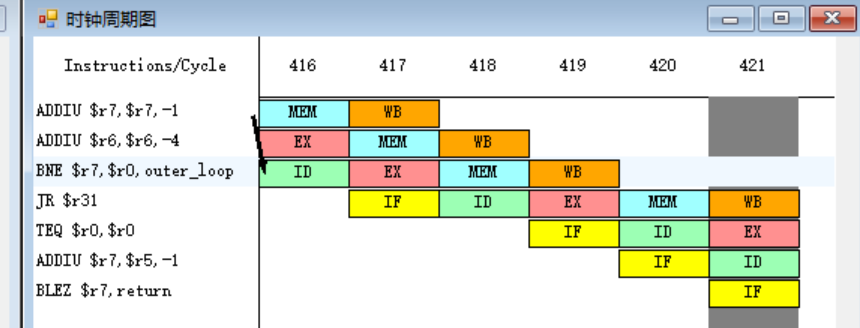 时钟周期图
Instructions/Cycle 416 417 418 419 420 421
ADDIU $r7,$r7,-1 MEM WB
ADDIU $r6,$r6,-4 EX MEM WB
BNE $r7,$r0,outer_loop ID EX MEM WB
JR $r31 IF ID EX MEM WB
TEQ $r0,$r0 IF ID EX
ADDIU $r7,$r5,-1 IF ID
BLEZ $r7,return IF